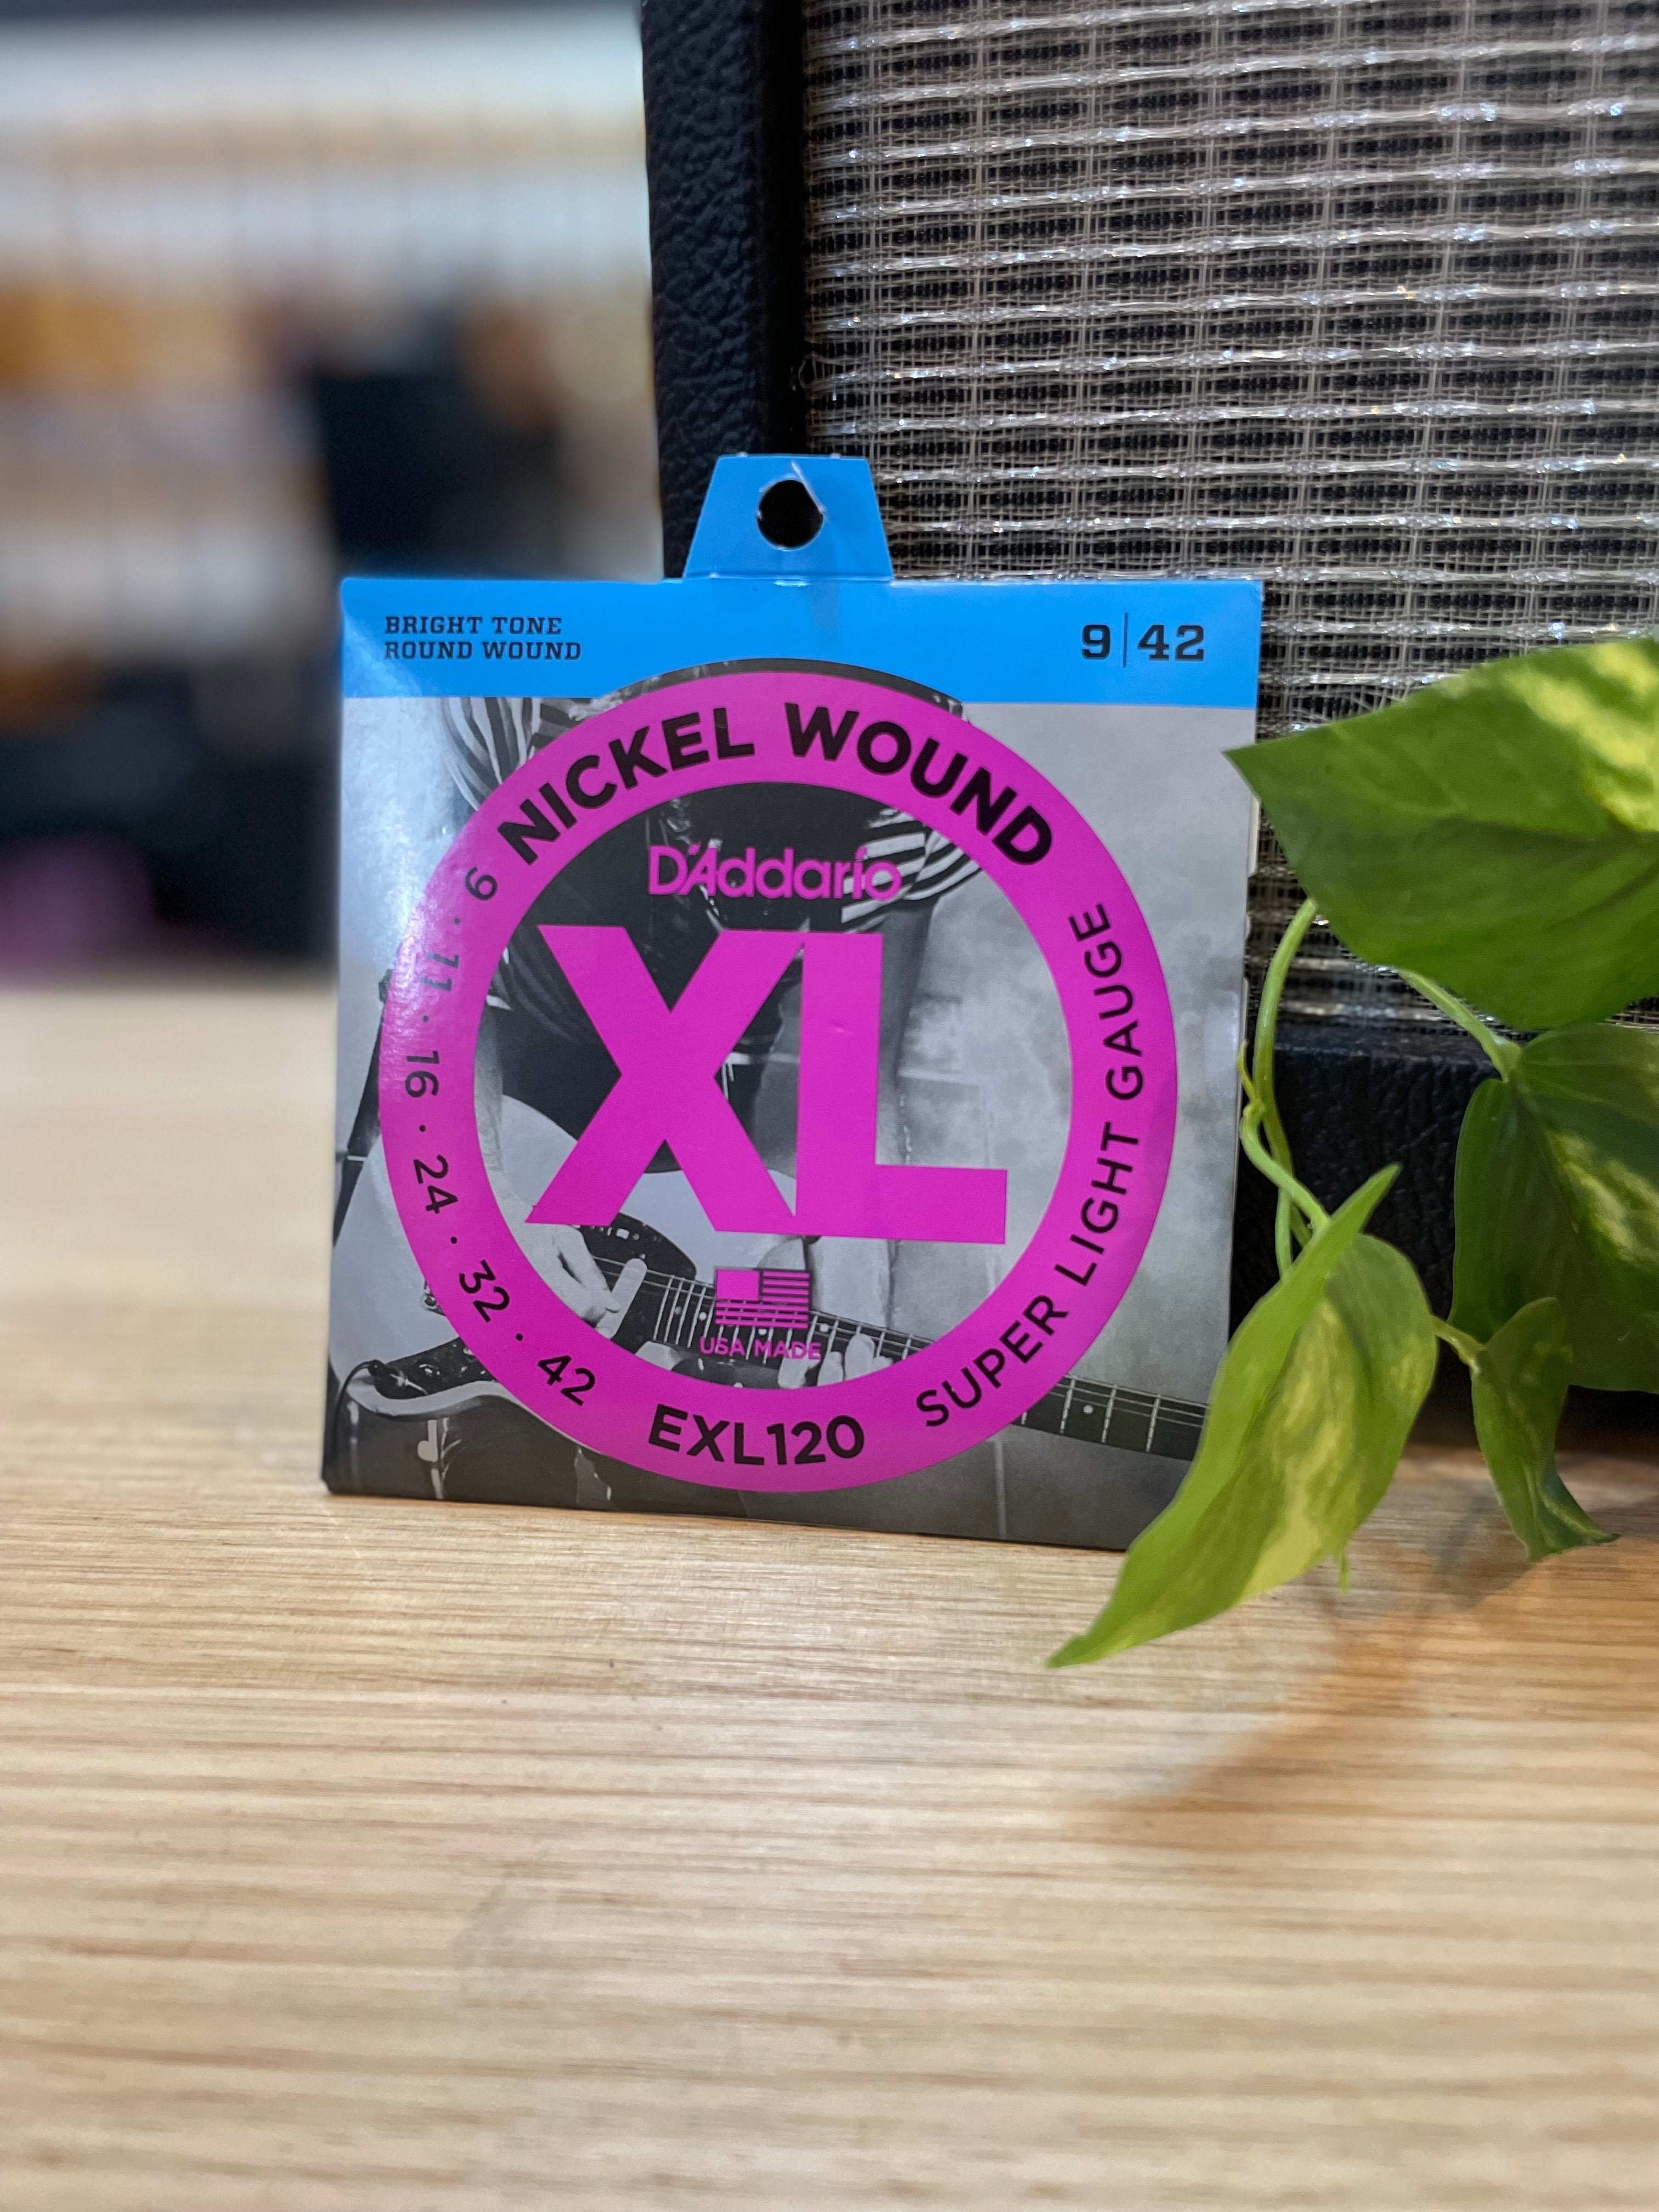 BRIGHT TONE
ROUND WOUND
9|42
NICKEL WOUND
D'Addario
XL
USA MADE
9 · 11 · 16 · 24 · 32 · 42
EXL120
SUPER LIGHT GAUGE